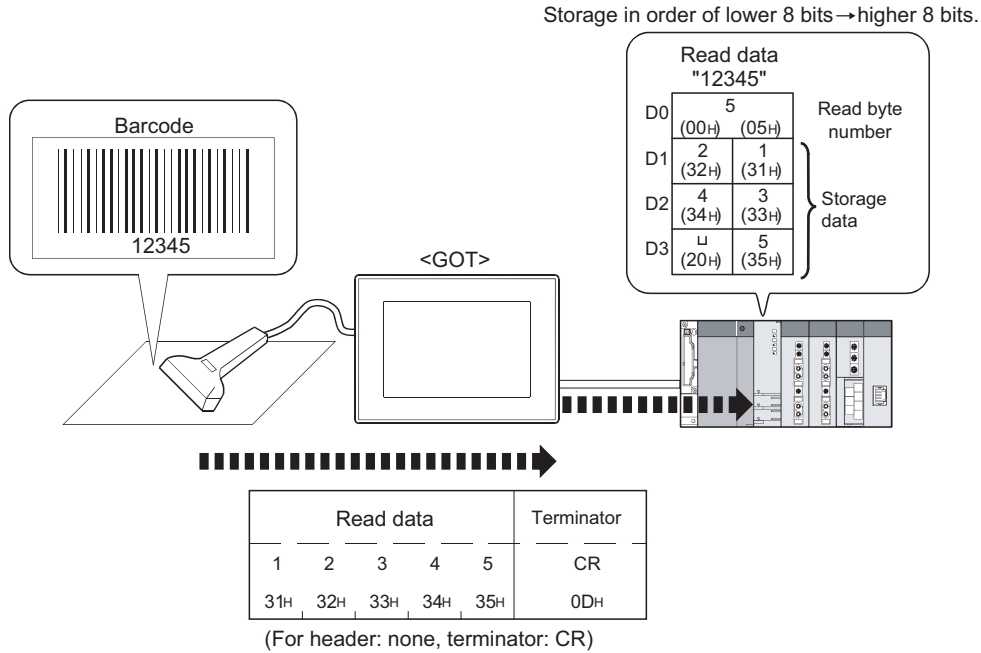 Storage in order of lower 8 bits→higher 8 bits.
Read data
"12345"
D0 5 Read byte
(00H) (05H) number
D1 2 1
(32H) (31H)
D2 4 3 Storage
(34H) (33H) data
D3 ⊔ 5
(20H) (35H)
Barcode
12345
<GOT>
Read data Terminator
1 2 3 4 5 CR
31H 32H 33H 34H 35H 0DH
(For header: none, terminator: CR)